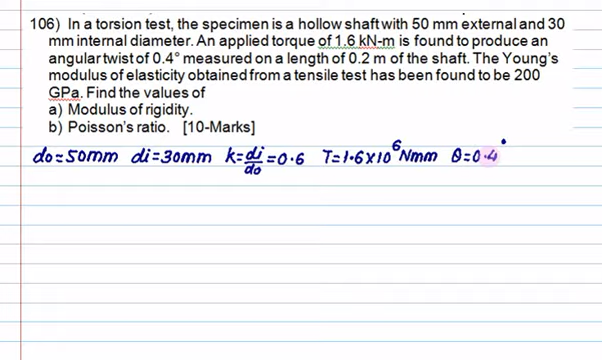 106) In a torsion test, the specimen is a hollow shaft with 50 mm external and 30
mm internal diameter. An applied torque of 1.6 kN-m is found to produce an
angular twist of 0.4° measured on a length of 0.2 m of the shaft. The Young's
modulus of elasticity obtained from a tensile test has been found to be 200
GPa. Find the values of
a) Modulus of rigidity.
b) Poisson's ratio. [10-Marks]
do=50mm di=30mm k=di/do=0.6 T=1.6x10⁶Nmm θ=0.4°